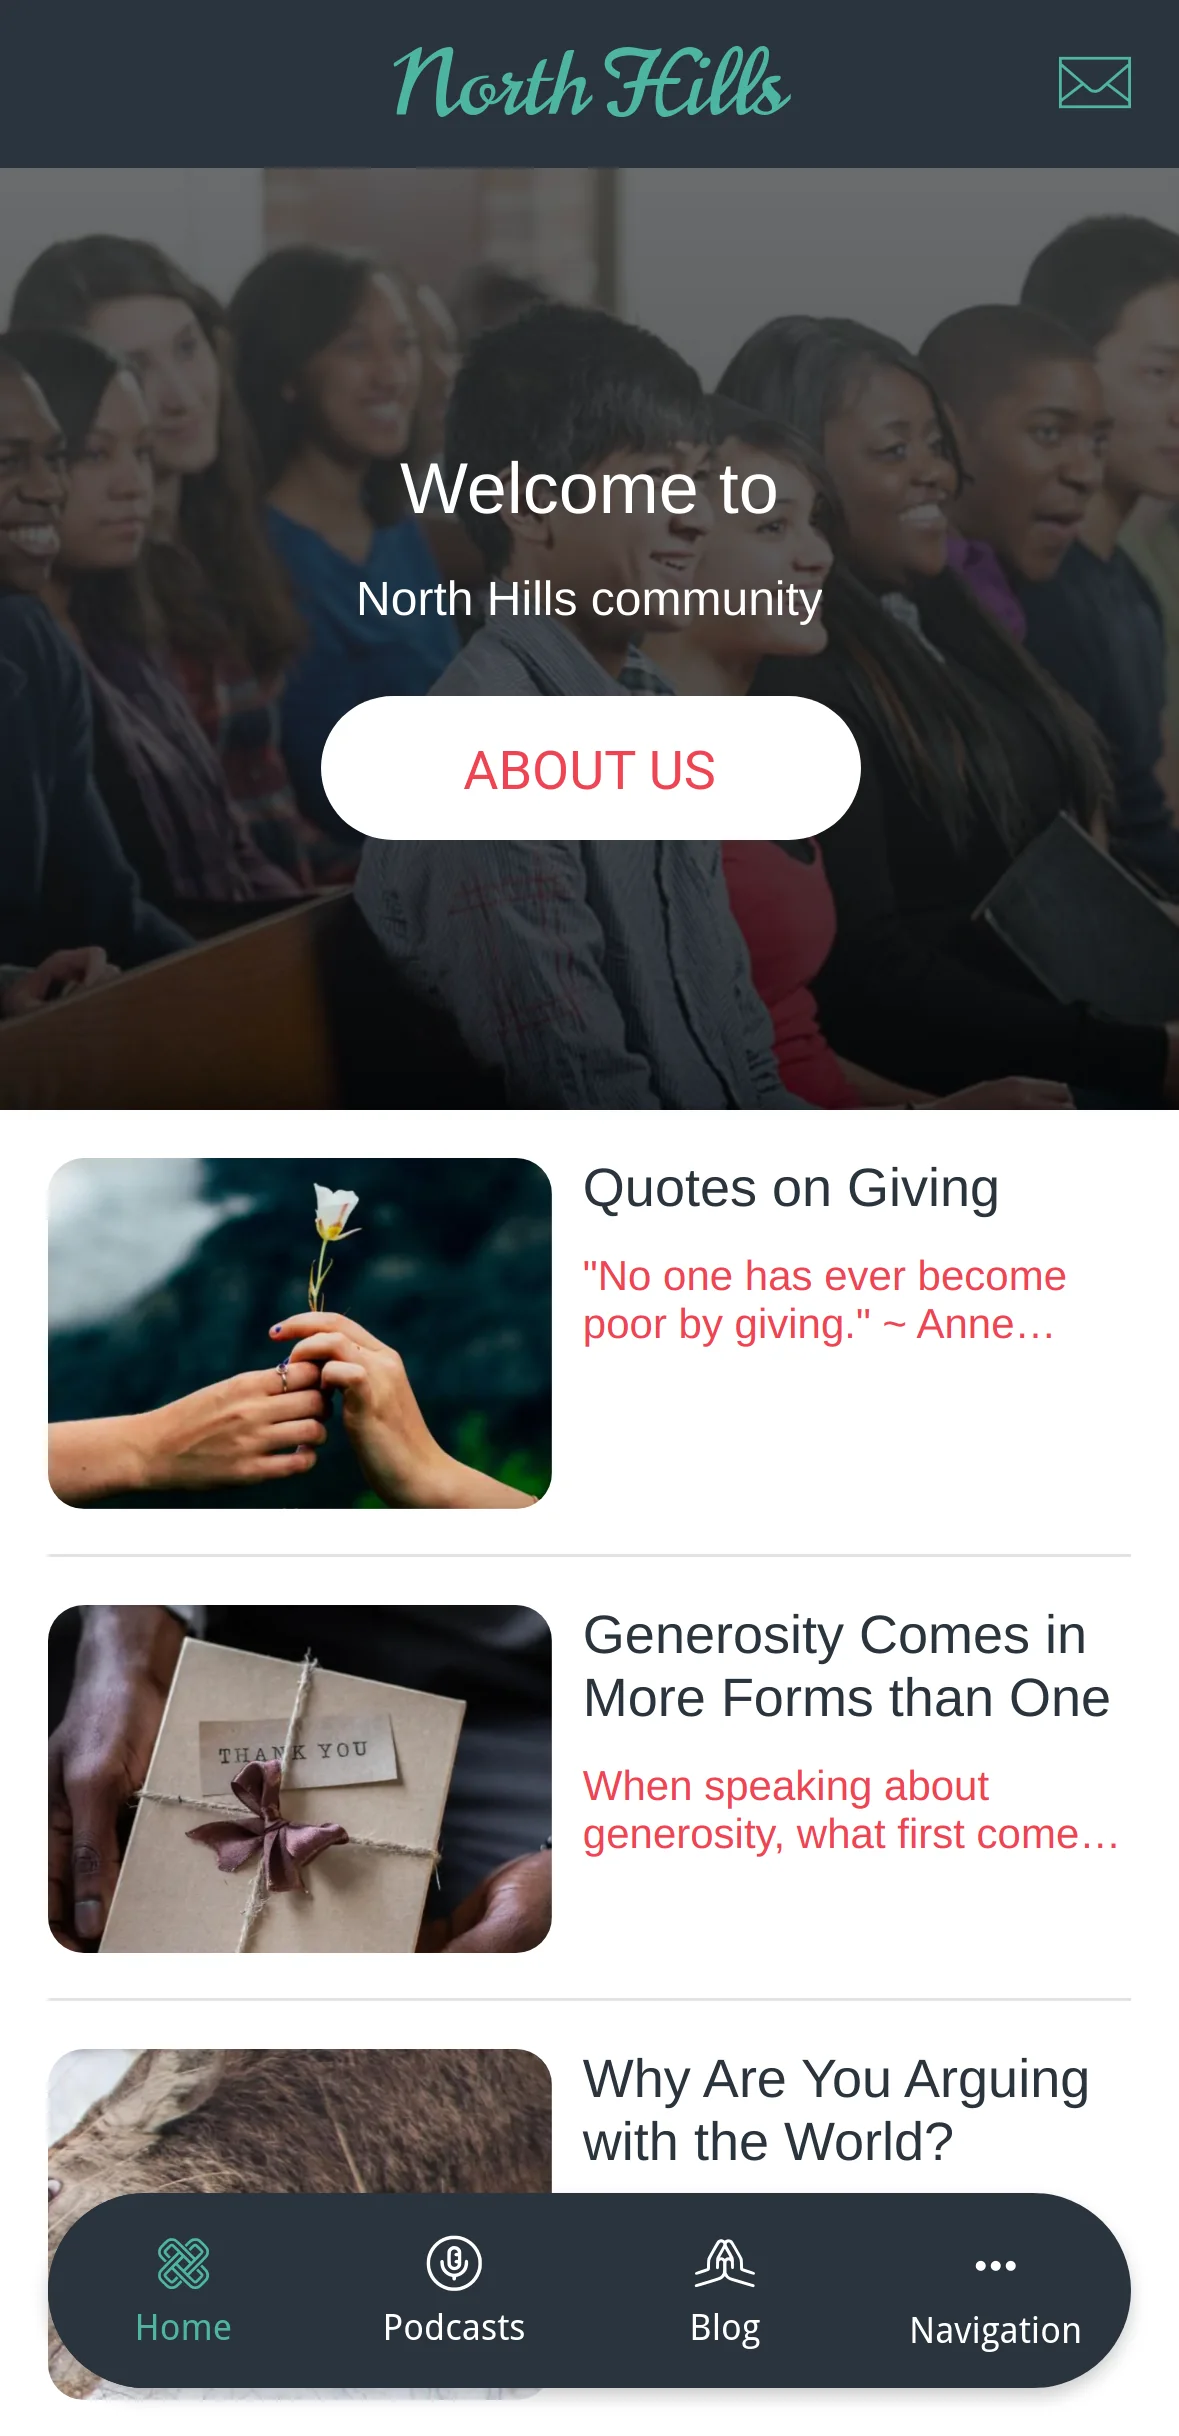 North Hills
Welcome to
North Hills community
ABOUT US
Quotes on Giving
"No one has ever become
poor by giving." ~ Anne…
THANK YOU
Generosity Comes in
More Forms than One
When speaking about
generosity, what first come…
Why Are You Arguing
with the World?
Home
Podcasts
Blog
Navigation